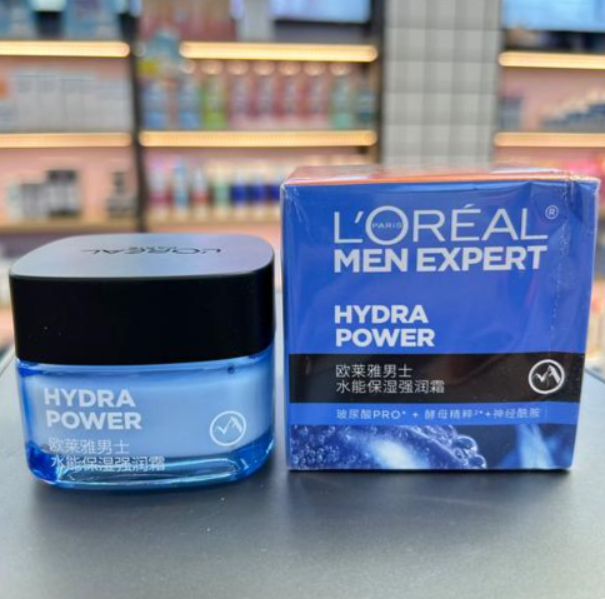 L'ORÉAL
HYDRA
POWER
欧莱雅男士
水能保湿强润霜
L'ORÉAL®
PARIS
MEN EXPERT
HYDRA
POWER
欧莱雅男士
水能保湿强润霜
玻尿酸PRO^ + 酵母精粹²*+神经酰胺